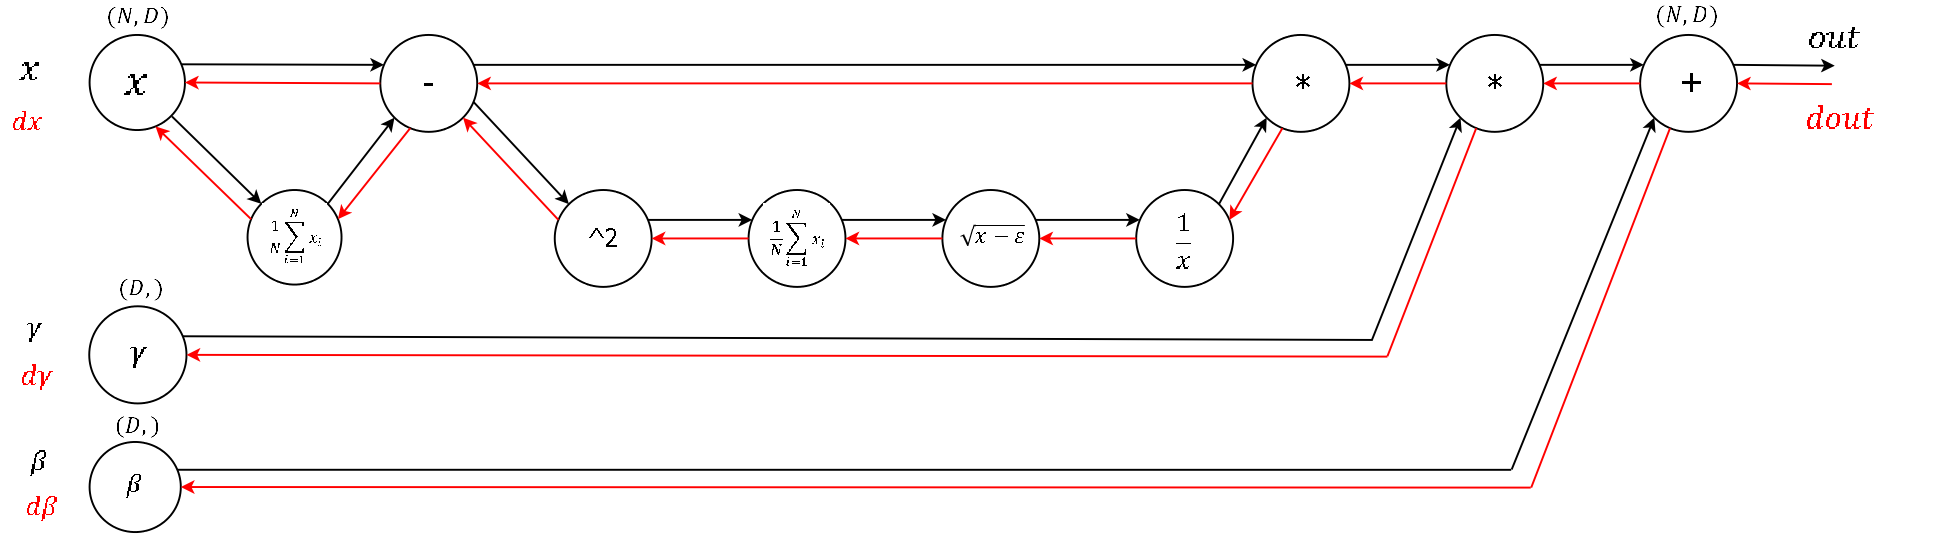 (N, D)
(N, D)
out
x
x
-
*
*
+
dx
dout
1/N ∑_{i=1}^{N} x_i
^2
1/N ∑_{i=1}^{N} x_i
√(x − ε)
1/x
(D,)
γ
γ
dγ
(D,)
β
β
dβ